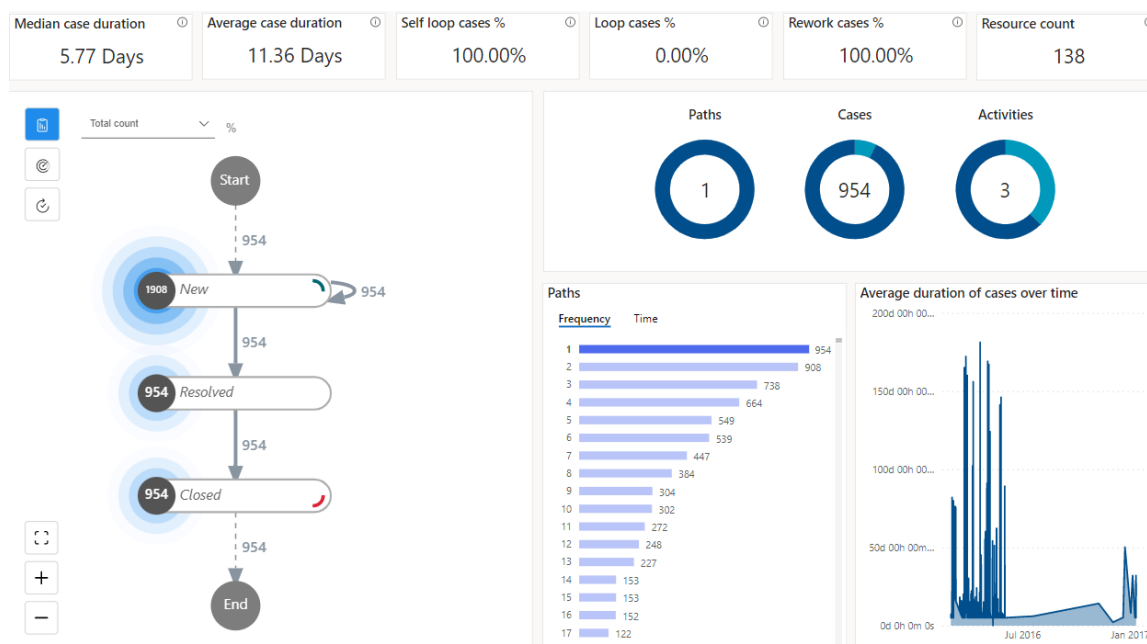 Median case duration
5.77 Days
Average case duration
11.36 Days
Self loop cases %
100.00%
Loop cases %
0.00%
Rework cases %
100.00%
Resource count
138
Total count
%
Start
954
1908 New
954
954
954 Resolved
954
954 Closed
954
End
Paths
1
Cases
954
Activities
3
Paths
Frequency Time
1 954
2 908
3 738
4 664
5 549
6 539
7 447
8 384
9 304
10 302
11 272
12 248
13 227
14 153
15 153
16 152
17 122
Average duration of cases over time
200d 00h 00...
150d 00h 00...
100d 00h 00...
50d 00h 00m...
0d 0h 0m 0s
Jul 2016 Jan 2017